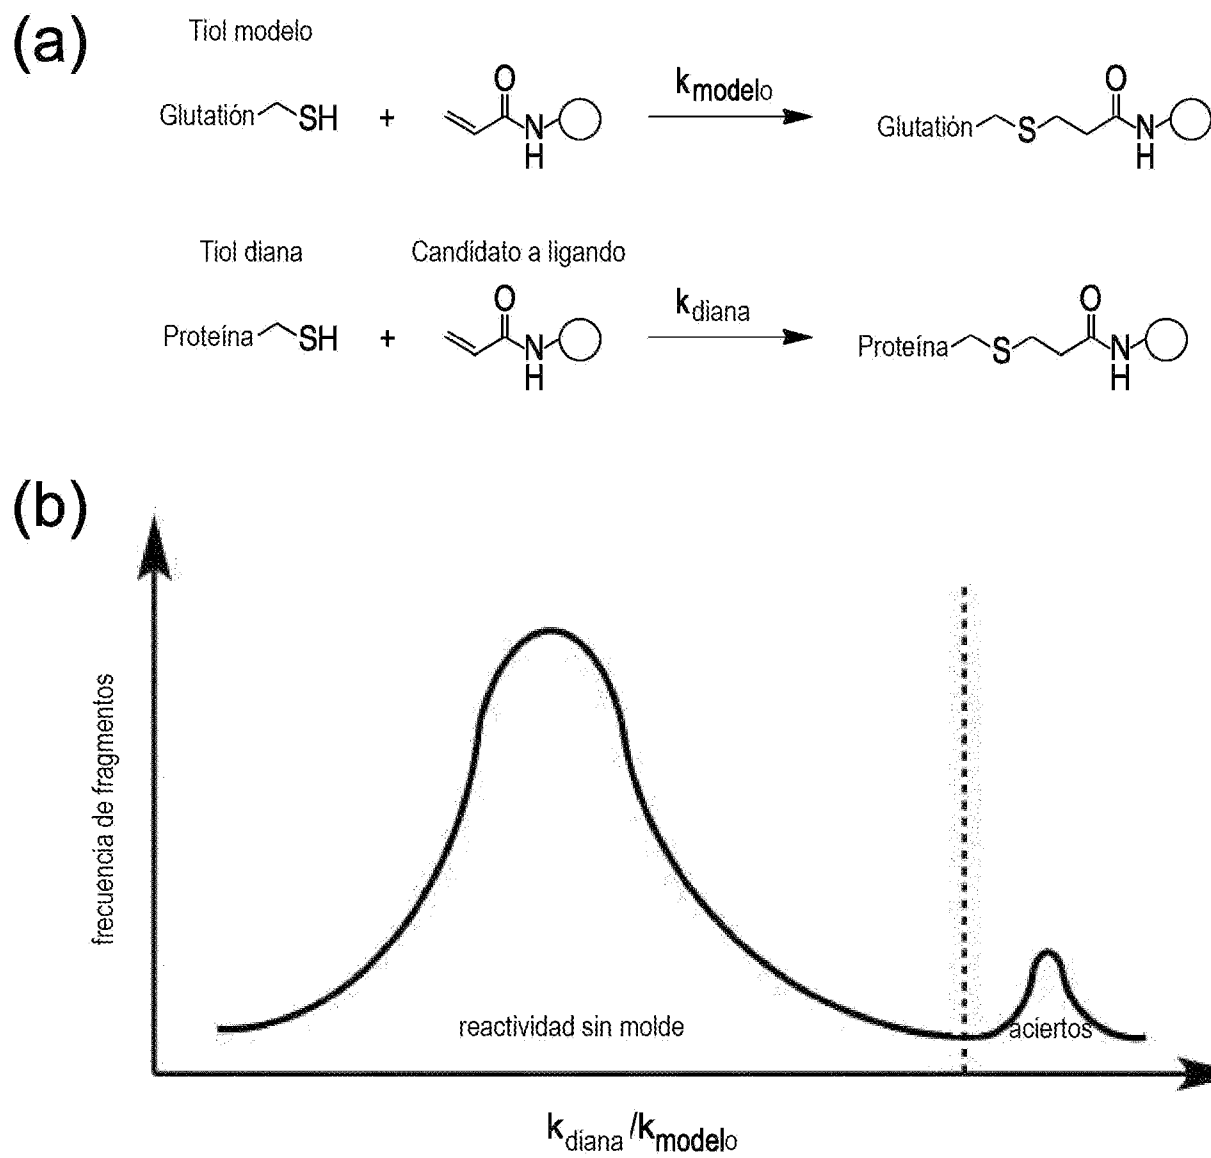 (a)
Tiol modelo
Glutatión SH + O N H k modelo Glutatión S O N H
Tiol diana Candidato a ligando
Proteína SH + O N H k diana Proteína S O N H
(b)
frecuencia de fragmentos
reactividad sin molde
aciertos
k diana /k modelo